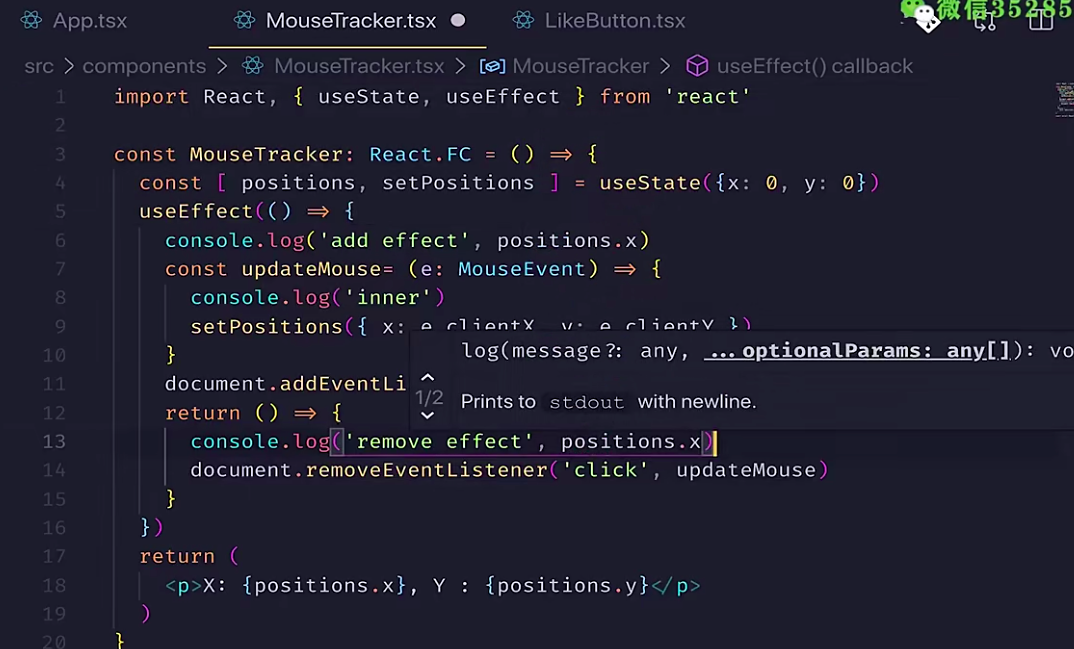 App.tsx MouseTracker.tsx LikeButton.tsx 微信35285
src > components > MouseTracker.tsx > MouseTracker > useEffect() callback
1 import React, { useState, useEffect } from 'react'
2
3 const MouseTracker: React.FC = () => {
4 const [ positions, setPositions ] = useState({x: 0, y: 0})
5 useEffect(() => {
6 console.log('add effect', positions.x)
7 const updateMouse= (e: MouseEvent) => {
8 console.log('inner')
9 setPositions({ x: e.clientX, y: e.clientY })
10 }
log(message?: any, ...optionalParams: any[]): vo
11 document.addEventLi
1/2 Prints to stdout with newline.
12 return () => {
13 console.log('remove effect', positions.x)
14 document.removeEventListener('click', updateMouse)
15 }
16 })
17 return (
18 <p>X: {positions.x}, Y : {positions.y}</p>
19 )
20 }